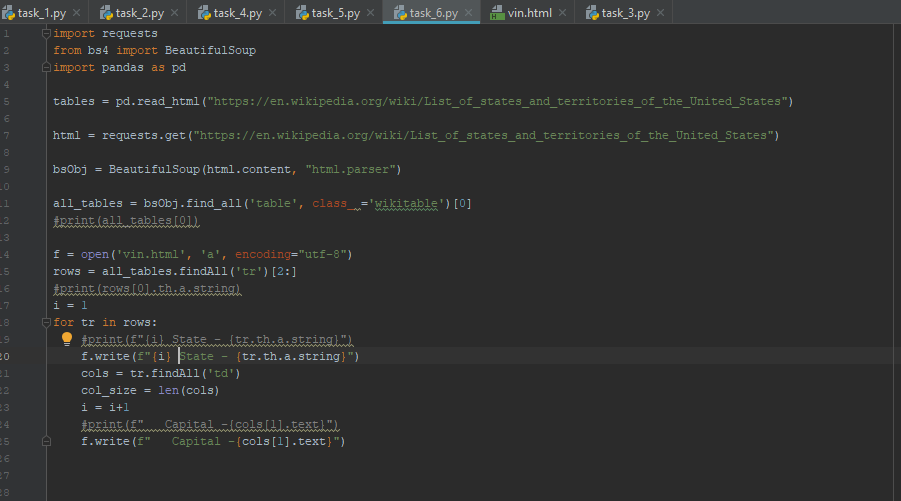 task_1.py × task_2.py × task_4.py × task_5.py × task_6.py × vin.html × task_3.py ×
1 import requests
2 from bs4 import BeautifulSoup
3 import pandas as pd
4
5 tables = pd.read_html("https://en.wikipedia.org/wiki/List_of_states_and_territories_of_the_United_States")
6
7 html = requests.get("https://en.wikipedia.org/wiki/List_of_states_and_territories_of_the_United_States")
8
9 bsObj = BeautifulSoup(html.content, "html.parser")
10
11 all_tables = bsObj.find_all('table', class_='wikitable')[0]
12 #print(all_tables[0])
13
14 f = open('vin.html', 'a', encoding="utf-8")
15 rows = all_tables.findAll('tr')[2:]
16 #print(rows[0].th.a.string)
17 i = 1
18 for tr in rows:
19     #print(f"{i} State - {tr.th.a.string}")
20     f.write(f"{i} State - {tr.th.a.string}")
21     cols = tr.findAll('td')
22     col_size = len(cols)
23     i = i+1
24     #print(f"   Capital -{cols[1].text}")
25     f.write(f"   Capital -{cols[1].text}")
26
27
28